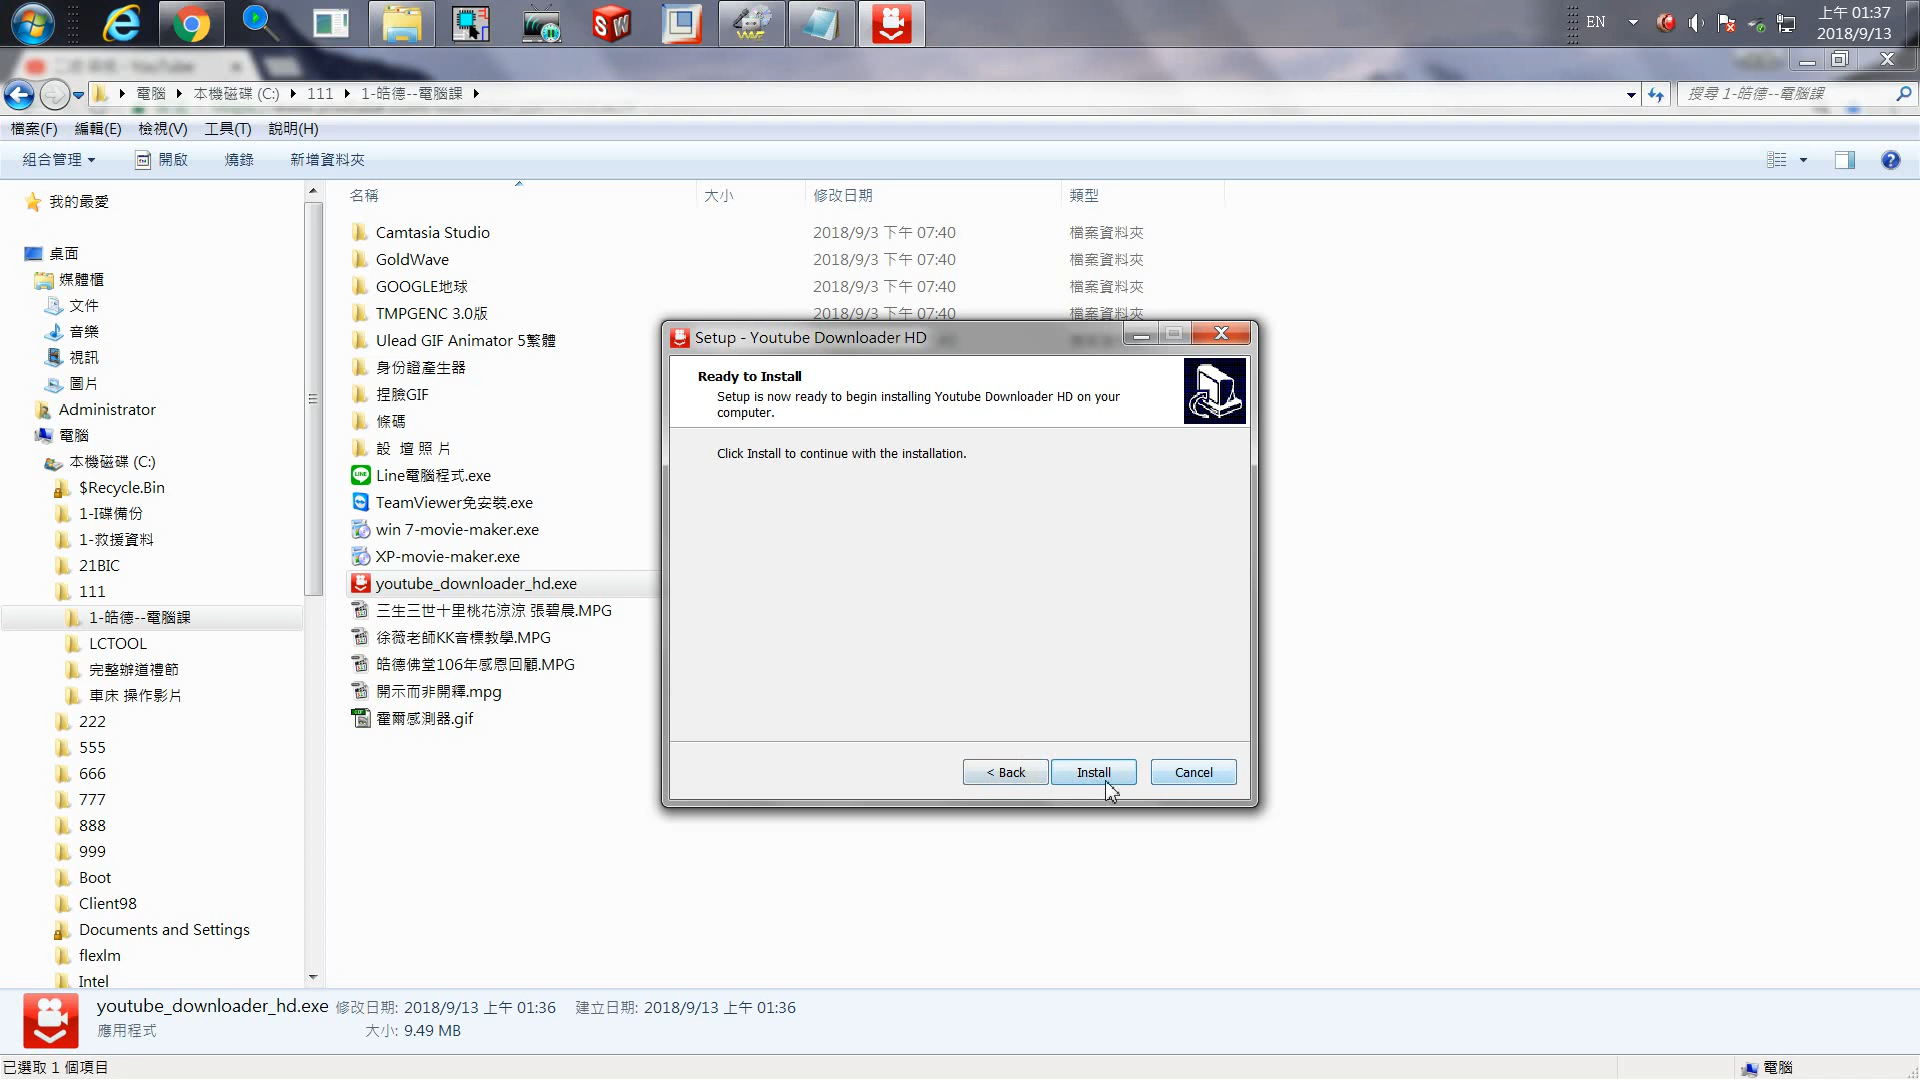 EN
上午 01:37
2018/9/13
電腦 本機磁碟 (C:) 111 1-皓德--電腦課
搜尋 1-皓德--電腦課
檔案(F) 編輯(E) 檢視(V) 工具(T) 說明(H)
組合管理 開啟 燒錄 新增資料夾
我的最愛
桌面
媒體櫃
文件
音樂
視訊
圖片
Administrator
電腦
本機磁碟 (C:)
$Recycle.Bin
1-I碟備份
1-救援資料
21BIC
111
1-皓德--電腦課
LCTOOL
完整辦道禮節
車床 操作影片
222
555
666
777
888
999
Boot
Client98
Documents and Settings
flexlm
Intel
名稱 大小 修改日期 類型
Camtasia Studio 2018/9/3 下午 07:40 檔案資料夾
GoldWave 2018/9/3 下午 07:40 檔案資料夾
GOOGLE地球 2018/9/3 下午 07:40 檔案資料夾
TMPGENC 3.0版 2018/9/3 下午 07:40 檔案資料夾
Ulead GIF Animator 5繁體
身份證產生器
捏臉GIF
條碼
設 壇 照 片
Line電腦程式.exe
TeamViewer免安裝.exe
win 7-movie-maker.exe
XP-movie-maker.exe
youtube_downloader_hd.exe
三生三世十里桃花涼涼 張碧晨.MPG
徐薇老師KK音標教學.MPG
皓德佛堂106年感恩回顧.MPG
開示而非開釋.mpg
霍爾感測器.gif
Setup - Youtube Downloader HD
Ready to Install
Setup is now ready to begin installing Youtube Downloader HD on your
computer.
Click Install to continue with the installation.
< Back Install Cancel
youtube_downloader_hd.exe 修改日期: 2018/9/13 上午 01:36 建立日期: 2018/9/13 上午 01:36
應用程式 大小: 9.49 MB
已選取 1 個項目
電腦